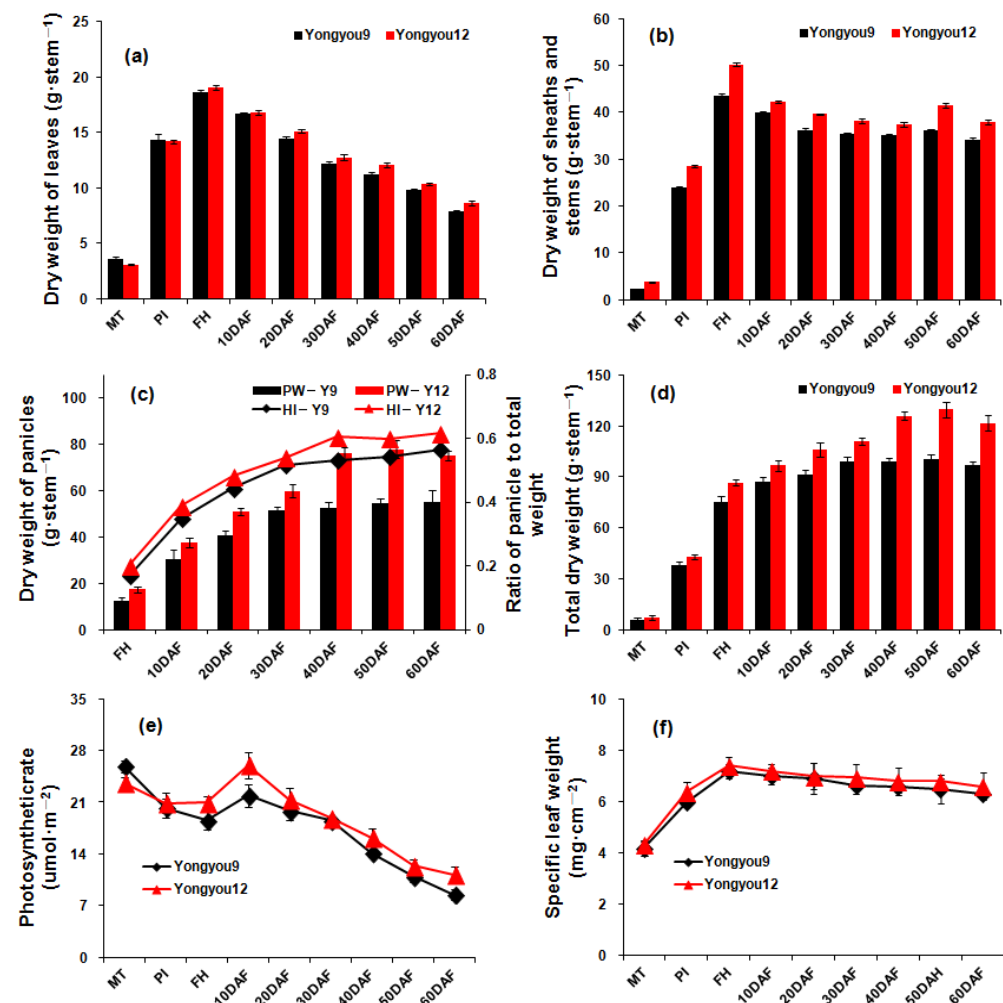 (a)
Yongyou9 Yongyou12
Dry weight of leaves (g·stem−1)
25
20
15
10
5
0
MT PI FH 10DAF 20DAF 30DAF 40DAF 50DAF 60DAF
(b)
Yongyou9 Yongyou12
Dry weight of sheaths and
stems (g·stem−1)
60
50
40
30
20
10
0
MT PI FH 10DAF 20DAF 30DAF 40DAF 50DAF 60DAF
(c)
PW−Y9 PW−Y12
HI−Y9 HI−Y12
Dry weight of panicles
(g·stem−1)
100
80
60
40
20
0
0.8
0.6
0.4
0.2
0
Ratio of panicle to total
weight
FH 10DAF 20DAF 30DAF 40DAF 50DAF 60DAF
(d)
Yongyou9 Yongyou12
Total dry weight (g·stem−1)
150
120
90
60
30
0
MT PI FH 10DAF 20DAF 30DAF 40DAF 50DAF 60DAF
(e)
Photosyntheticrate
(umol·m−2)
35
28
21
14
7
0
Yongyou9
Yongyou12
MT PI FH 10DAF 20DAF 30DAF 40DAF 50DAF 60DAF
(f)
Specific leaf weight
(mg·cm−2)
10
8
6
4
2
0
Yongyou9
Yongyou12
MT PI FH 10DAF 20DAF 30DAF 40DAF 50DAH 60DAF